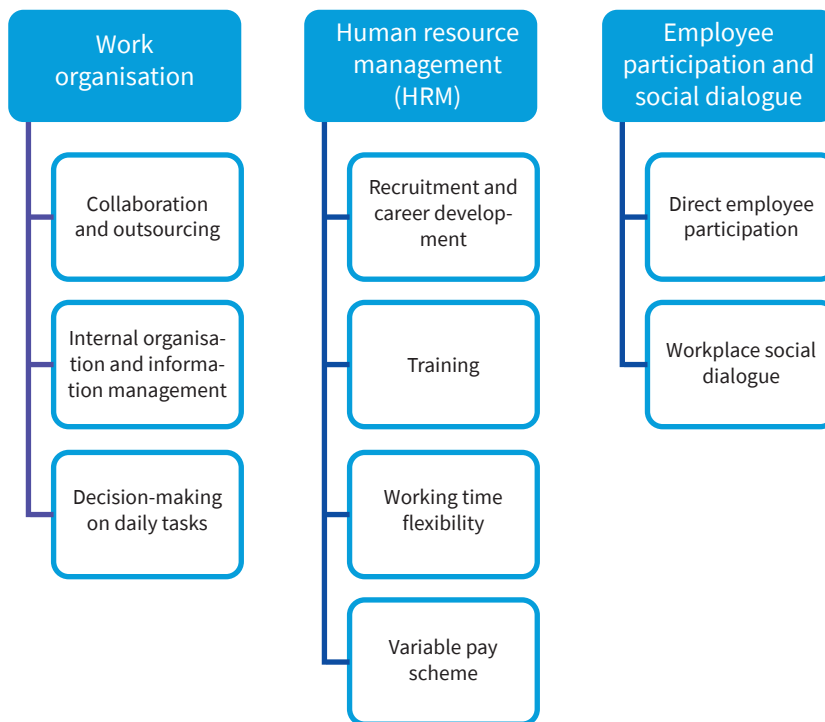 Work
organisation
Collaboration
and outsourcing
Internal organisa-
tion and informa-
tion management
Decision-making
on daily tasks
Human resource
management
(HRM)
Recruitment and
career develop-
ment
Training
Working time
flexibility
Variable pay
scheme
Employee
participation and
social dialogue
Direct employee
participation
Workplace social
dialogue